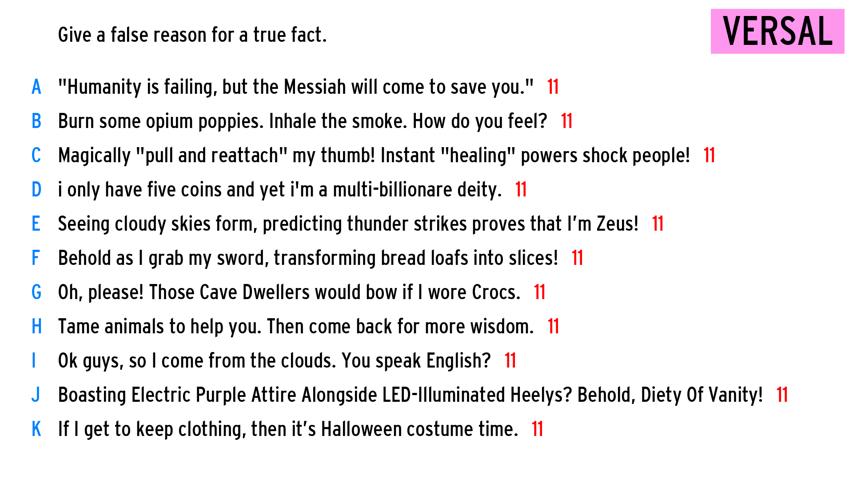 Give a false reason for a true fact.
VERSAL
A "Humanity is failing, but the Messiah will come to save you." 11
B Burn some opium poppies. Inhale the smoke. How do you feel? 11
C Magically "pull and reattach" my thumb! Instant "healing" powers shock people! 11
D i only have five coins and yet i'm a multi-billionare deity. 11
E Seeing cloudy skies form, predicting thunder strikes proves that I'm Zeus! 11
F Behold as I grab my sword, transforming bread loafs into slices! 11
G Oh, please! Those Cave Dwellers would bow if I wore Crocs. 11
H Tame animals to help you. Then come back for more wisdom. 11
I Ok guys, so I come from the clouds. You speak English? 11
J Boasting Electric Purple Attire Alongside LED-Illuminated Heelys? Behold, Diety Of Vanity! 11
K If I get to keep clothing, then it's Halloween costume time. 11